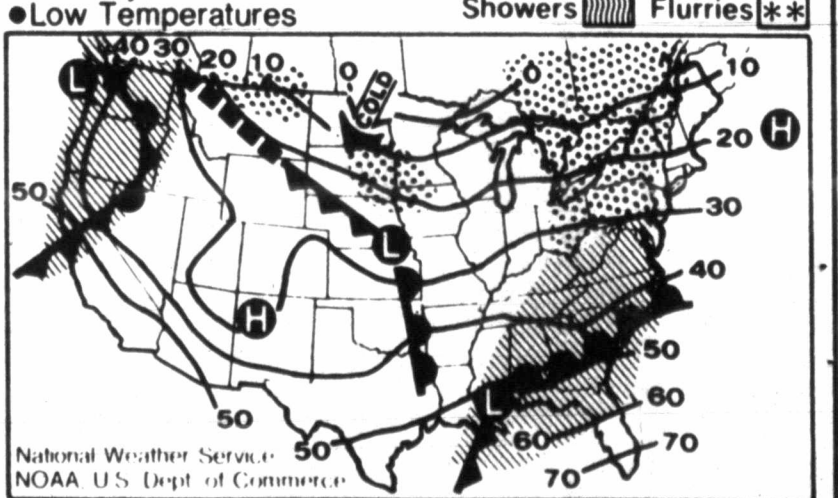 ●Low Temperatures Showers Flurries **
40 30 20 10 0 COLD 0 10
L
20 H
50
30
L
40
H
50
L
60
50 50 60 70
70
National Weather Service
NOAA, U.S. Dept. of Commerce